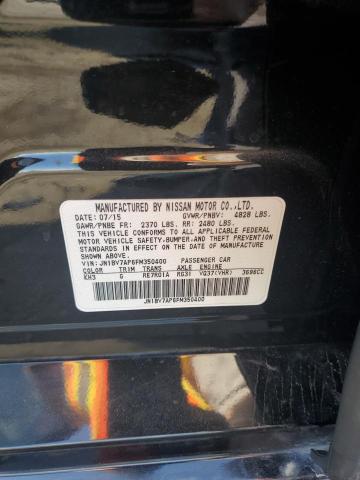 MANUFACTURED BY NISSAN MOTOR CO.,LTD.
DATE: 07/15 GVWR/PNBV: 4828 LBS.
GAWR/PNBE FR: 2370 LBS. RR: 2480 LBS.
THIS VEHICLE CONFORMS TO ALL APPLICABLE FEDERAL
MOTOR VEHICLE SAFETY,BUMPER,AND THEFT PREVENTION
STANDARDS IN EFFECT ON THE DATE OF MANUFACTURE
SHOWN ABOVE.
VIN: JN1BV7AP6FM350400 PASSENGER CAR
COLOR TRIM TRANS AXLE ENGINE
KH3 G RE7R01A RG31 VQ37(VHR) 3696CC
JN1BV7AP6FM350400